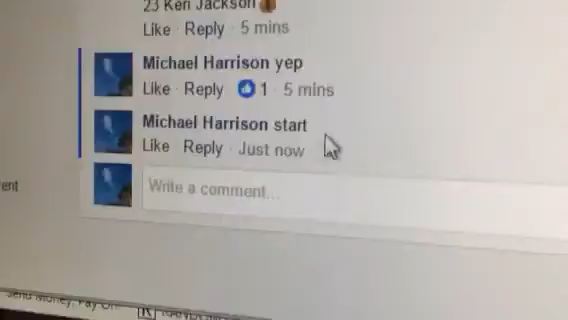 23 Ken Jackson
Like · Reply · 5 mins
Michael Harrison yep
Like · Reply · 1 · 5 mins
Michael Harrison start
Like Reply · Just now
ent
Write a comment...
Send Money, Pay